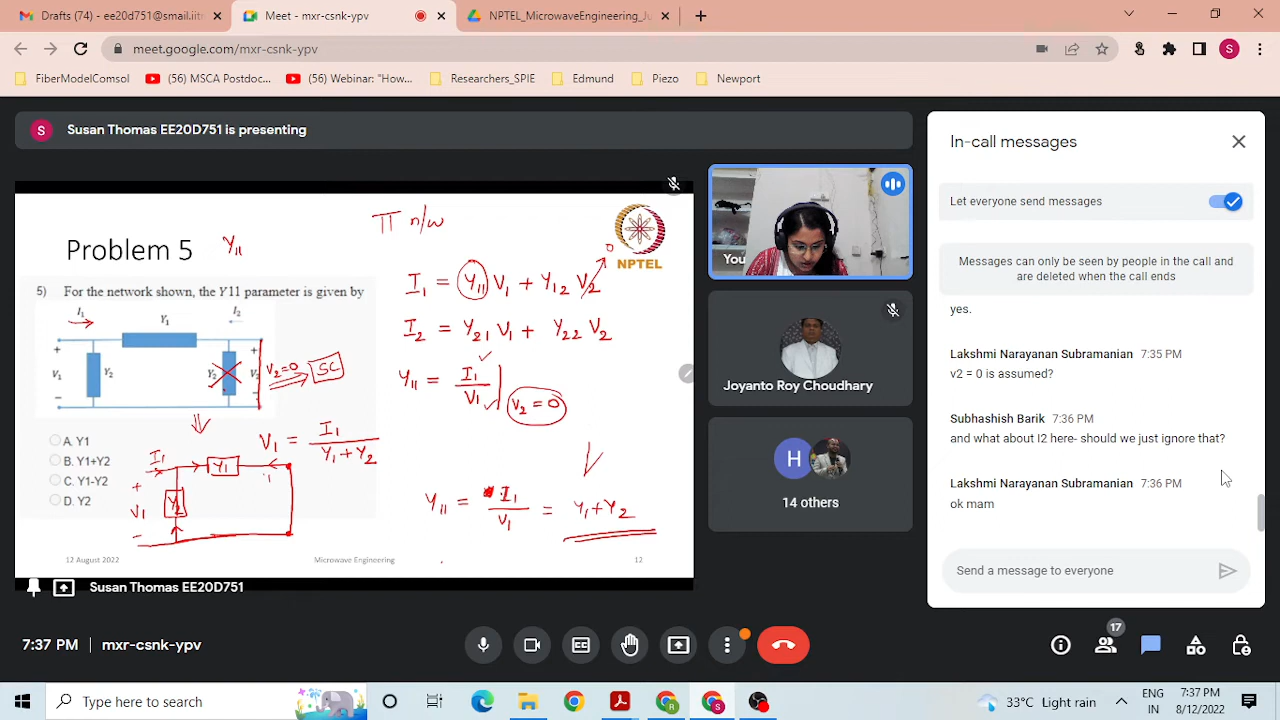 Drafts (74) - email@iitr
Meet - mxr-csnk-ypv
NPTEL_MicrowaveEngineering_J
meet.google.com/mxr-csnk-ypv
FiberModelComsol
(56) MSCA Postdoc...
(56) Webinar: "How...
Researchers_SPIE
Edmund
Piezo
Newport
S
Susan Thomas EE20D751 is presenting
Problem 5
Y11
π n/w
NPTEL
5) For the network shown, the Y11 parameter is given by
I1
Y1
I2
+
V1
-
Y2
Y2
+
V2
-
V2=0
SC
I1 = Y11 V1 + Y12 V2 0
I2 = Y21 V1 + Y22 V2
Y11 = I1 / V1 | V2 = 0
V1 = I1 / Y1 + Y2
Y11 = I1 / V1 = Y1 + Y2
A. Y1
B. Y1+Y2
C. Y1-Y2
D. Y2
I1
Y1
+
V1
-
Y2
12 August 2022
Microwave Engineering
12
Susan Thomas EE20D751
You
Joyanto Roy Choudhary
H
14 others
In-call messages
Let everyone send messages
Messages can only be seen by people in the call and
are deleted when the call ends
yes.
Lakshmi Narayanan Subramanian 7:35 PM
v2 = 0 is assumed?
Subhashish Barik 7:36 PM
and what about I2 here- should we just ignore that?
Lakshmi Narayanan Subramanian 7:36 PM
ok mam
Send a message to everyone
7:37 PM | mxr-csnk-ypv
17
Type here to search
33°C Light rain
ENG
IN
7:37 PM
8/12/2022